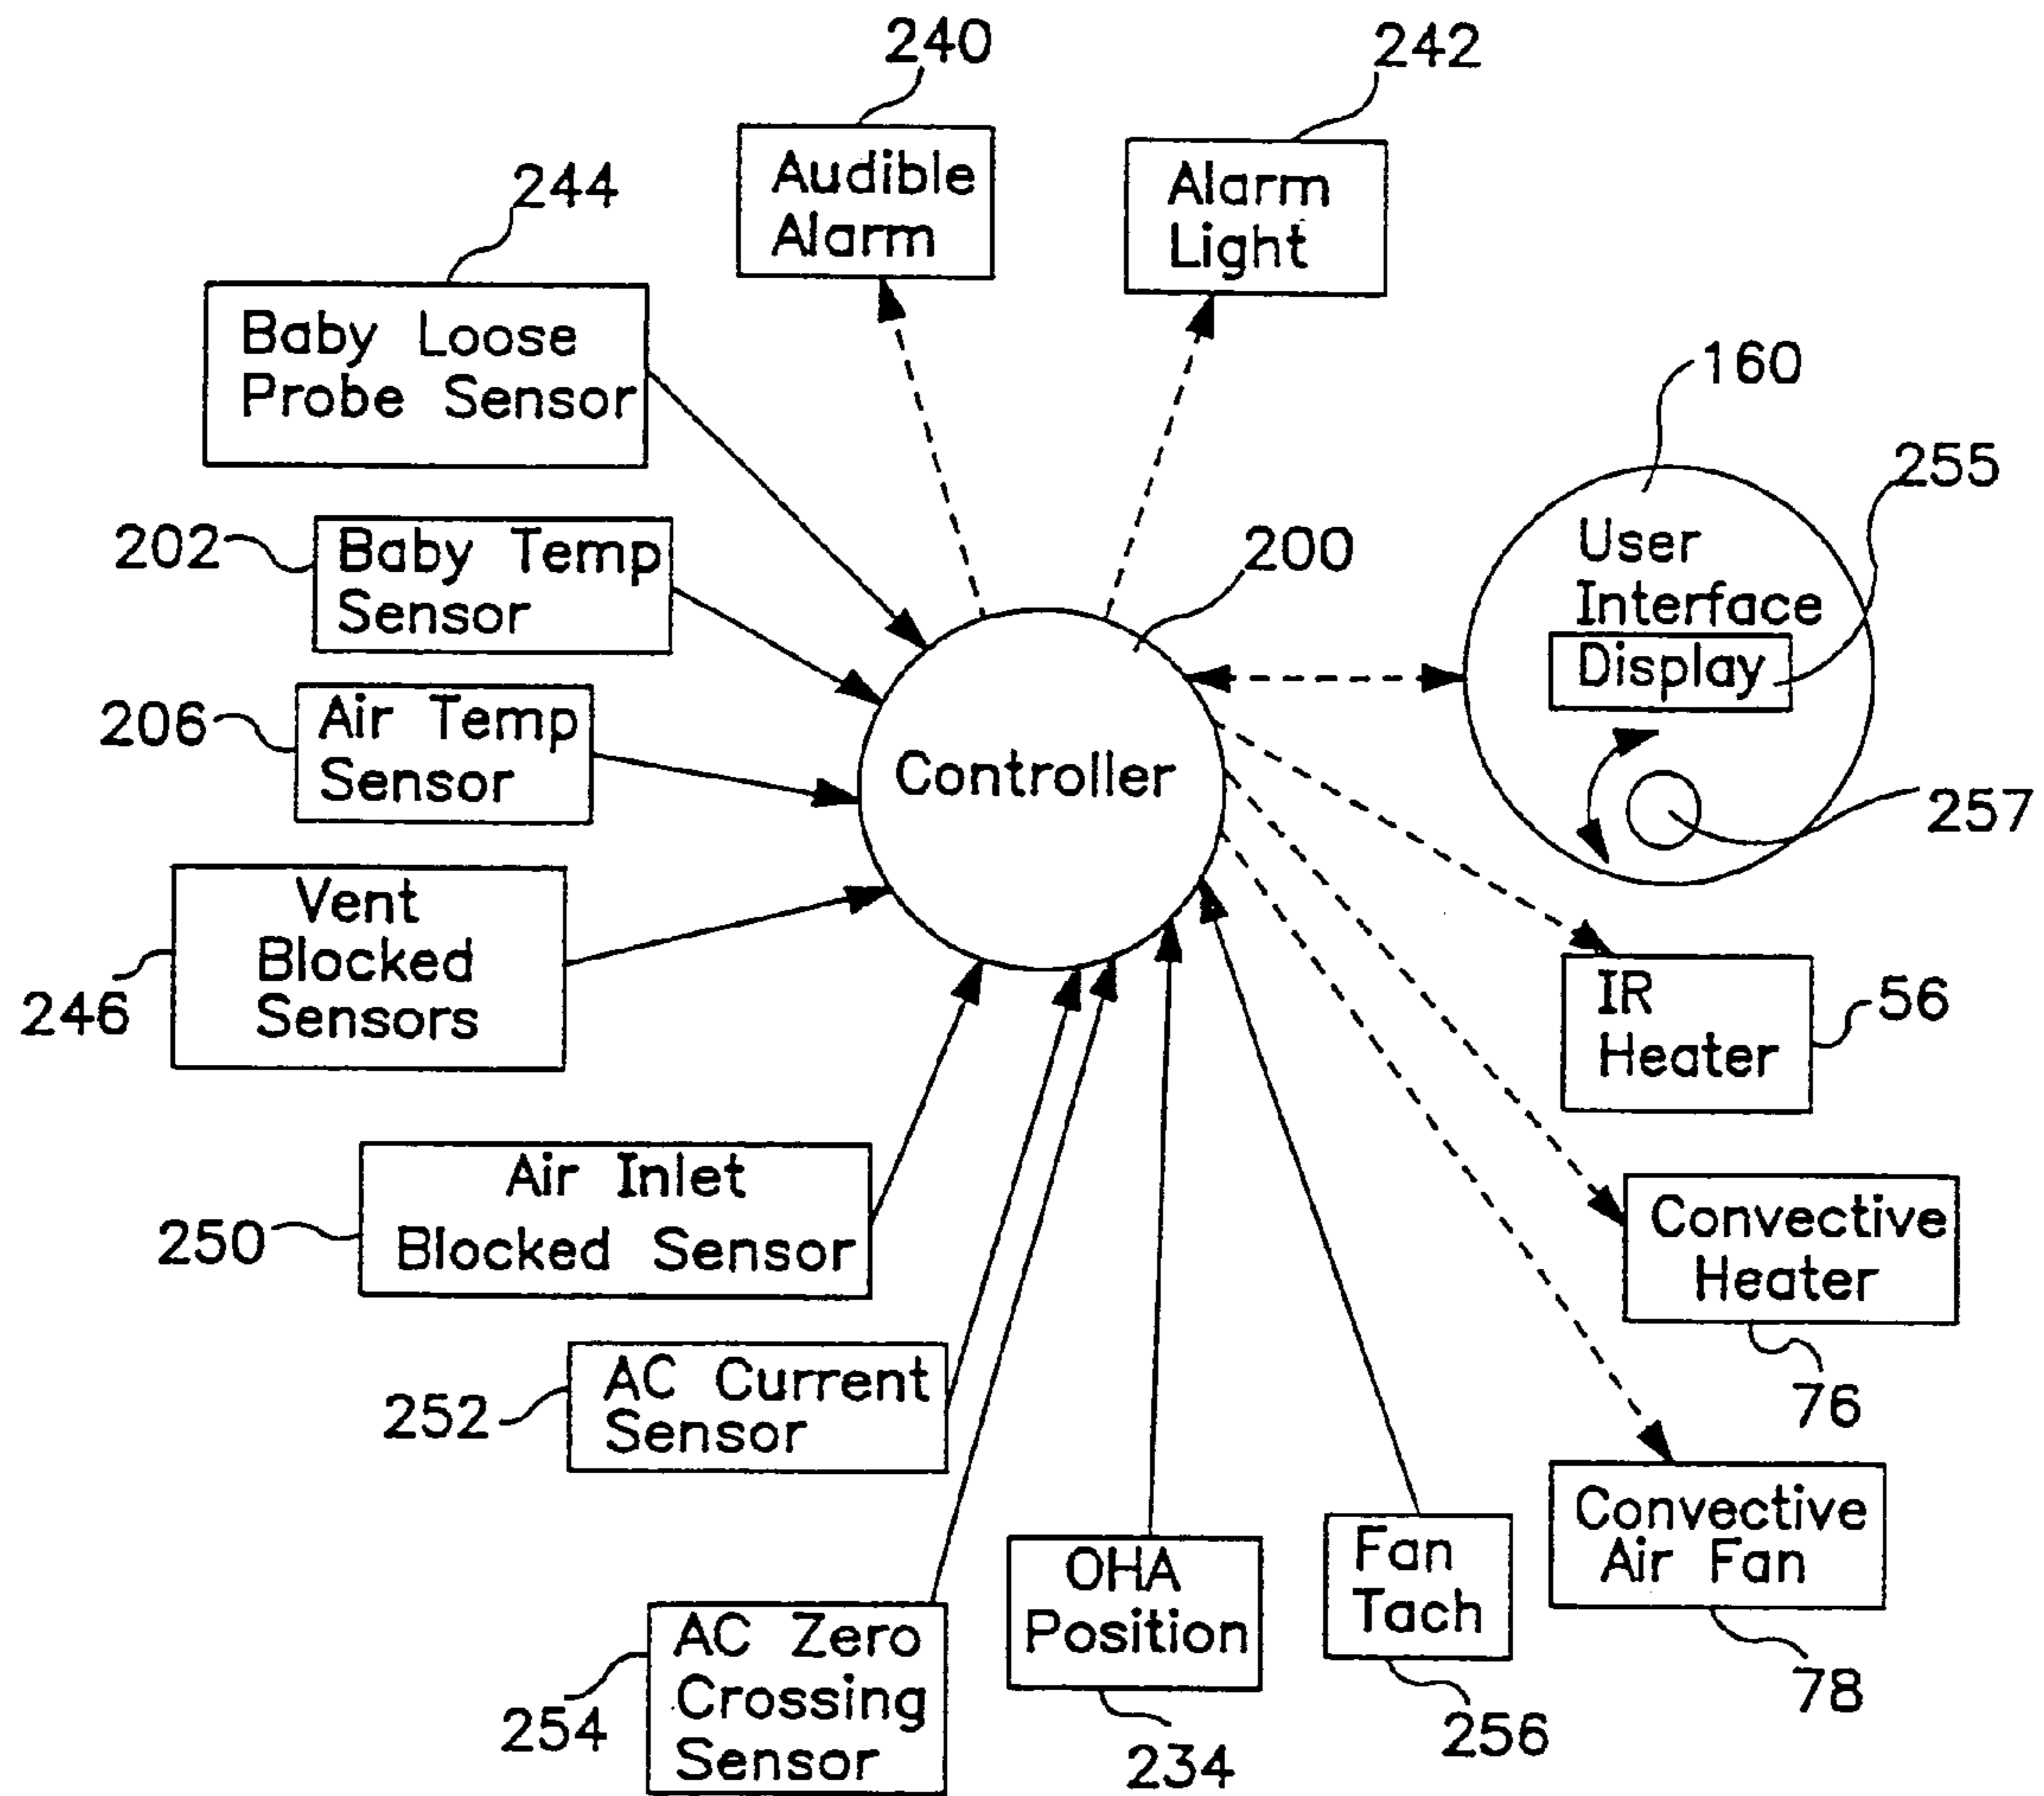 240
242
Audible
Alarm
Alarm
Light
244
Baby Loose
Probe Sensor
160
255
User
Interface
Display
257
202
Baby Temp
Sensor
200
206
Air Temp
Sensor
Controller
Vent
Blocked
Sensors
246
IR
Heater
56
Air Inlet
Blocked Sensor
250
Convective
Heater
76
AC Current
Sensor
252
Convective
Air Fan
78
OHA
Position
234
Fan
Tach
256
AC Zero
Crossing
Sensor
254